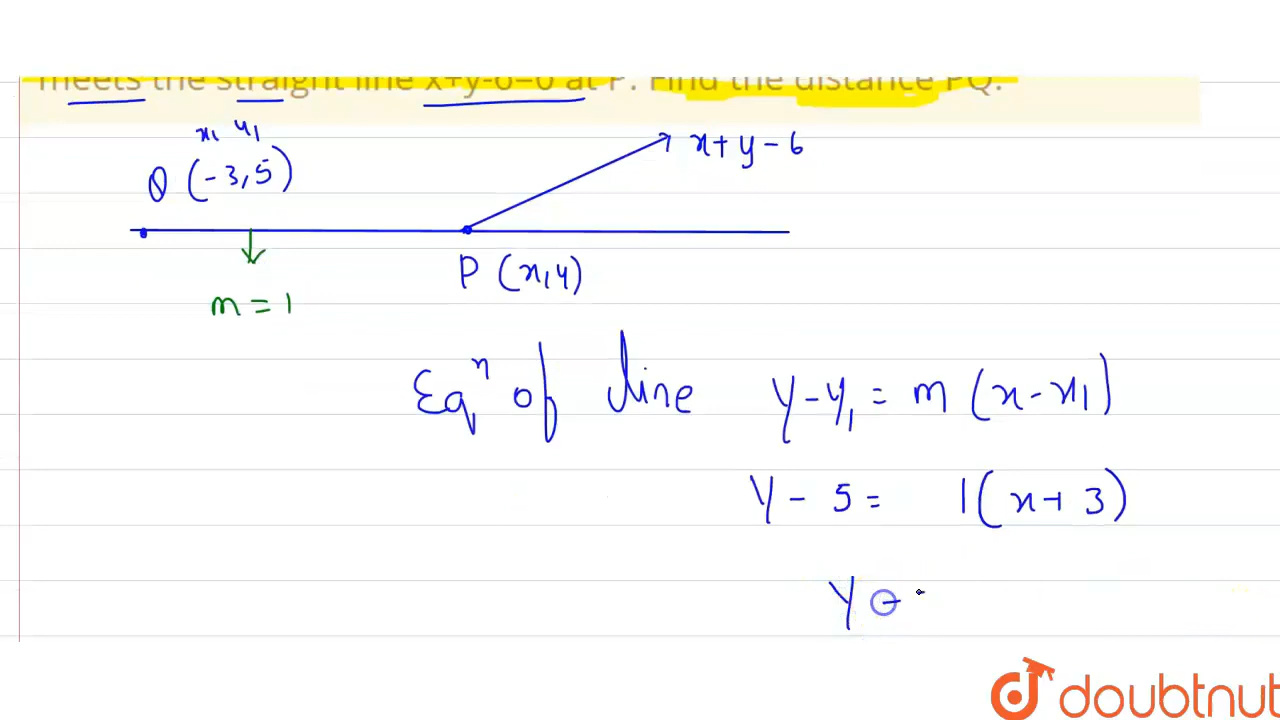 meets the straight line x+y-6=0 at P. Find the distance PQ.
x₁ y₁
Q (-3,5)
x+y-6
P (x,y)
m = 1
Eqⁿ of line y-y₁ = m (x-x₁)
y - 5 = 1(x+3)
y =
doubtnut